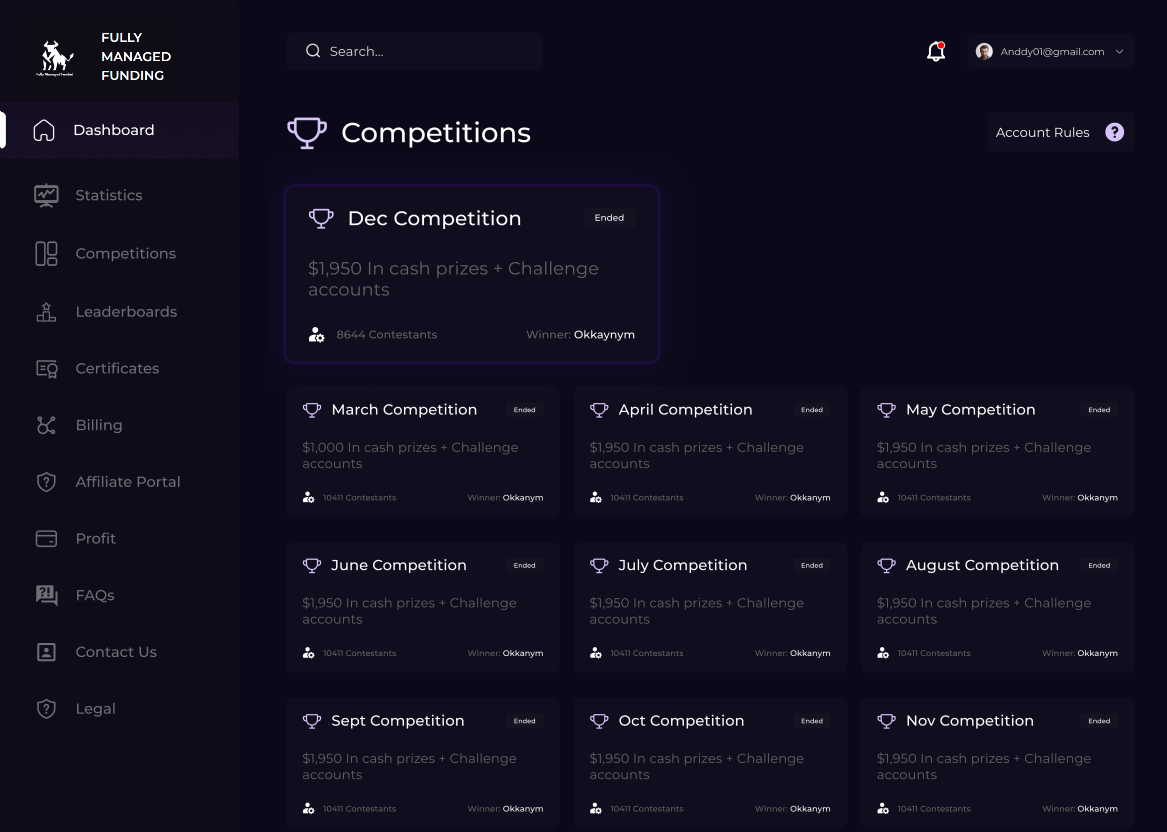 FULLY
MANAGED
FUNDING
Fully Managed Funded
Search...
Anddy01@gmail.com
Dashboard
Statistics
Competitions
Leaderboards
Certificates
Billing
Affiliate Portal
Profit
FAQs
Contact Us
Legal
Competitions
Account Rules ?
Dec Competition Ended
$1,950 In cash prizes + Challenge
accounts
8644 Contestants Winner: Okkaynym
March Competition Ended
$1,000 In cash prizes + Challenge
accounts
10411 Contestants Winner: Okkanym
April Competition Ended
$1,950 In cash prizes + Challenge
accounts
10411 Contestants Winner: Okkanym
May Competition Ended
$1,950 In cash prizes + Challenge
accounts
10411 Contestants Winner: Okkanym
June Competition Ended
$1,950 In cash prizes + Challenge
accounts
10411 Contestants Winner: Okkanym
July Competition Ended
$1,950 In cash prizes + Challenge
accounts
10411 Contestants Winner: Okkanym
August Competition Ended
$1,950 In cash prizes + Challenge
accounts
10411 Contestants Winner: Okkanym
Sept Competition Ended
$1,950 In cash prizes + Challenge
accounts
10411 Contestants Winner: Okkanym
Oct Competition Ended
$1,950 In cash prizes + Challenge
accounts
10411 Contestants Winner: Okkanym
Nov Competition Ended
$1,950 In cash prizes + Challenge
accounts
10411 Contestants Winner: Okkanym